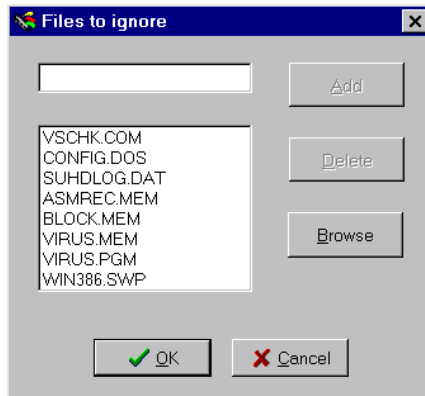 Files to ignore
Add
VSCHK.COM
CONFIG.DOS
SUHDLOG.DAT
ASMREC.MEM
BLOCK.MEM
VIRUS.MEM
VIRUS.PGM
WIN386.SWP
Delete
Browse
OK
Cancel